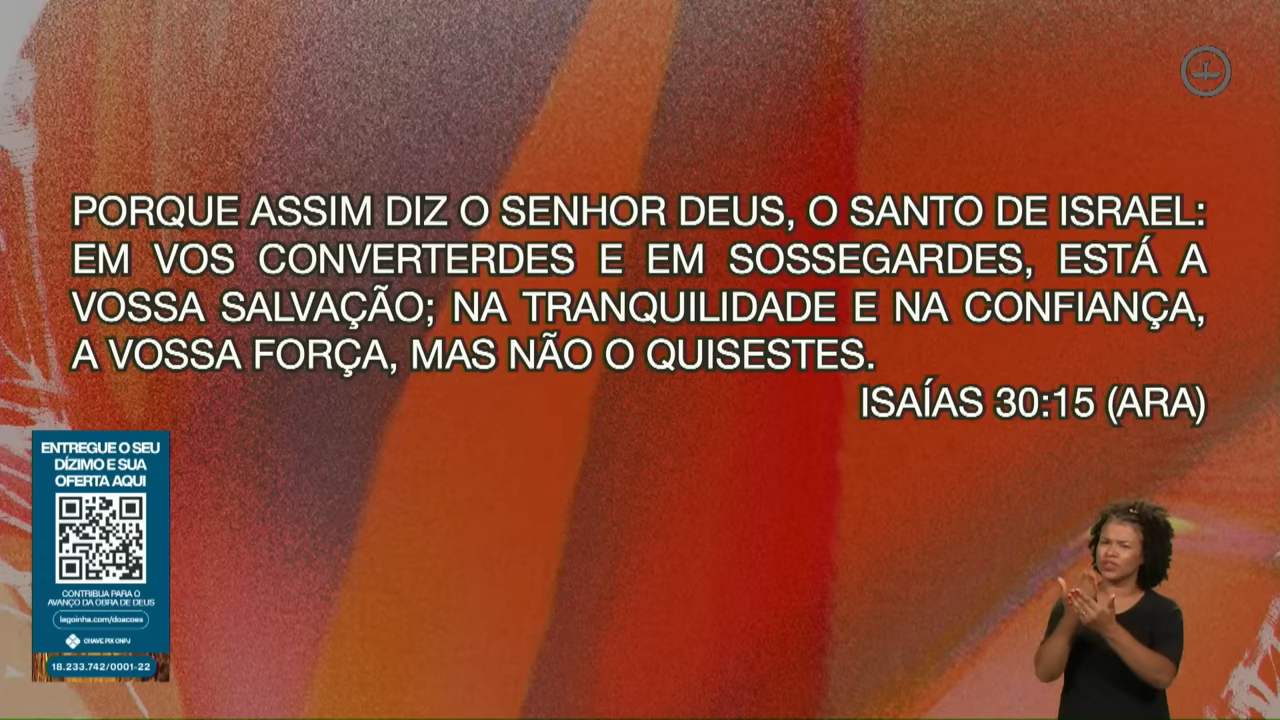 PORQUE ASSIM DIZ O SENHOR DEUS, O SANTO DE ISRAEL:
EM VOS CONVERTERDES E EM SOSSEGARDES, ESTÁ A
VOSSA SALVAÇÃO; NA TRANQUILIDADE E NA CONFIANÇA,
A VOSSA FORÇA, MAS NÃO O QUISESTES.
ISAÍAS 30:15 (ARA)
ENTREGUE O SEU
DÍZIMO E SUA
OFERTA AQUI
CONTRIBUA PARA O
AVANÇO DA OBRA DE DEUS
lagoinha.com/doacoes
CHAVE PIX CNPJ
18.233.742/0001-22